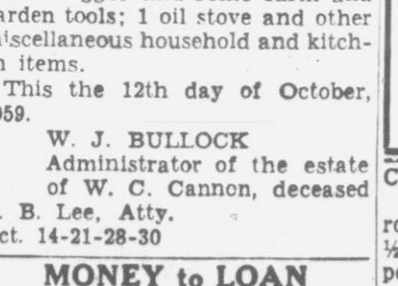 arden tools; 1 oil stove and other
iscellaneous household and kitch-
n items.
This the 12th day of October,
959.
W. J. BULLOCK
Administrator of the estate
of W. C. Cannon, deceased
. B. Lee, Atty.
ct. 14-21-28-30
MONEY to LOAN
C
ro
½
po